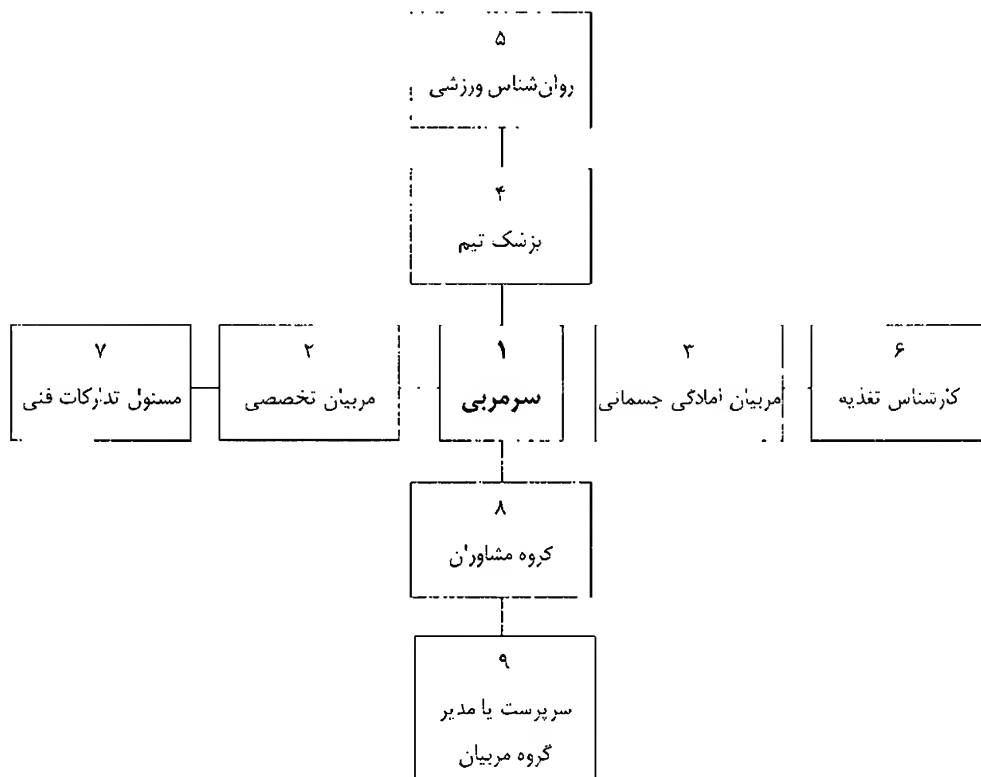 ۵
روان‌شناس ورزشی
۴
پزشک تیم
۳
مربیان آمادگی جسمانی
۶
کارشناس تغذیه
۱
سرمربی
۲
مربیان تخصصی
۷
مسئول تدارکات فنی
۸
گروه مشاوران
۹
سرپرست یا مدیر
گروه مربیان